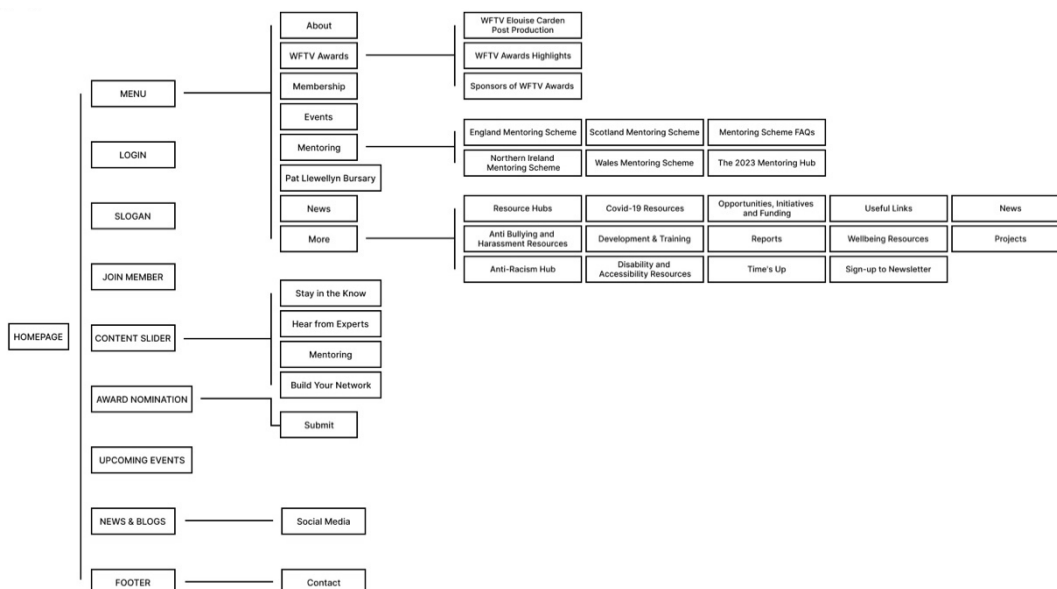 About
WFTV Elouise Carden
Post Production
WFTV Awards
WFTV Awards Highlights
MENU
Membership
Sponsors of WFTV Awards
Events
England Mentoring Scheme
Scotland Mentoring Scheme
Mentoring Scheme FAQs
LOGIN
Mentoring
Northern Ireland
Mentoring Scheme
Wales Mentoring Scheme
The 2023 Mentoring Hub
Pat Llewellyn Bursary
SLOGAN
News
Resource Hubs
Covid-19 Resources
Opportunities, Initiatives
and Funding
Useful Links
News
More
Anti Bullying and
Harassment Resources
Development & Training
Reports
Wellbeing Resources
Projects
JOIN MEMBER
Anti-Racism Hub
Disability and
Accessibility Resources
Time's Up
Sign-up to Newsletter
Stay in the Know
HOMEPAGE
CONTENT SLIDER
Hear from Experts
Mentoring
Build Your Network
AWARD NOMINATION
Submit
UPCOMING EVENTS
NEWS & BLOGS
Social Media
FOOTER
Contact